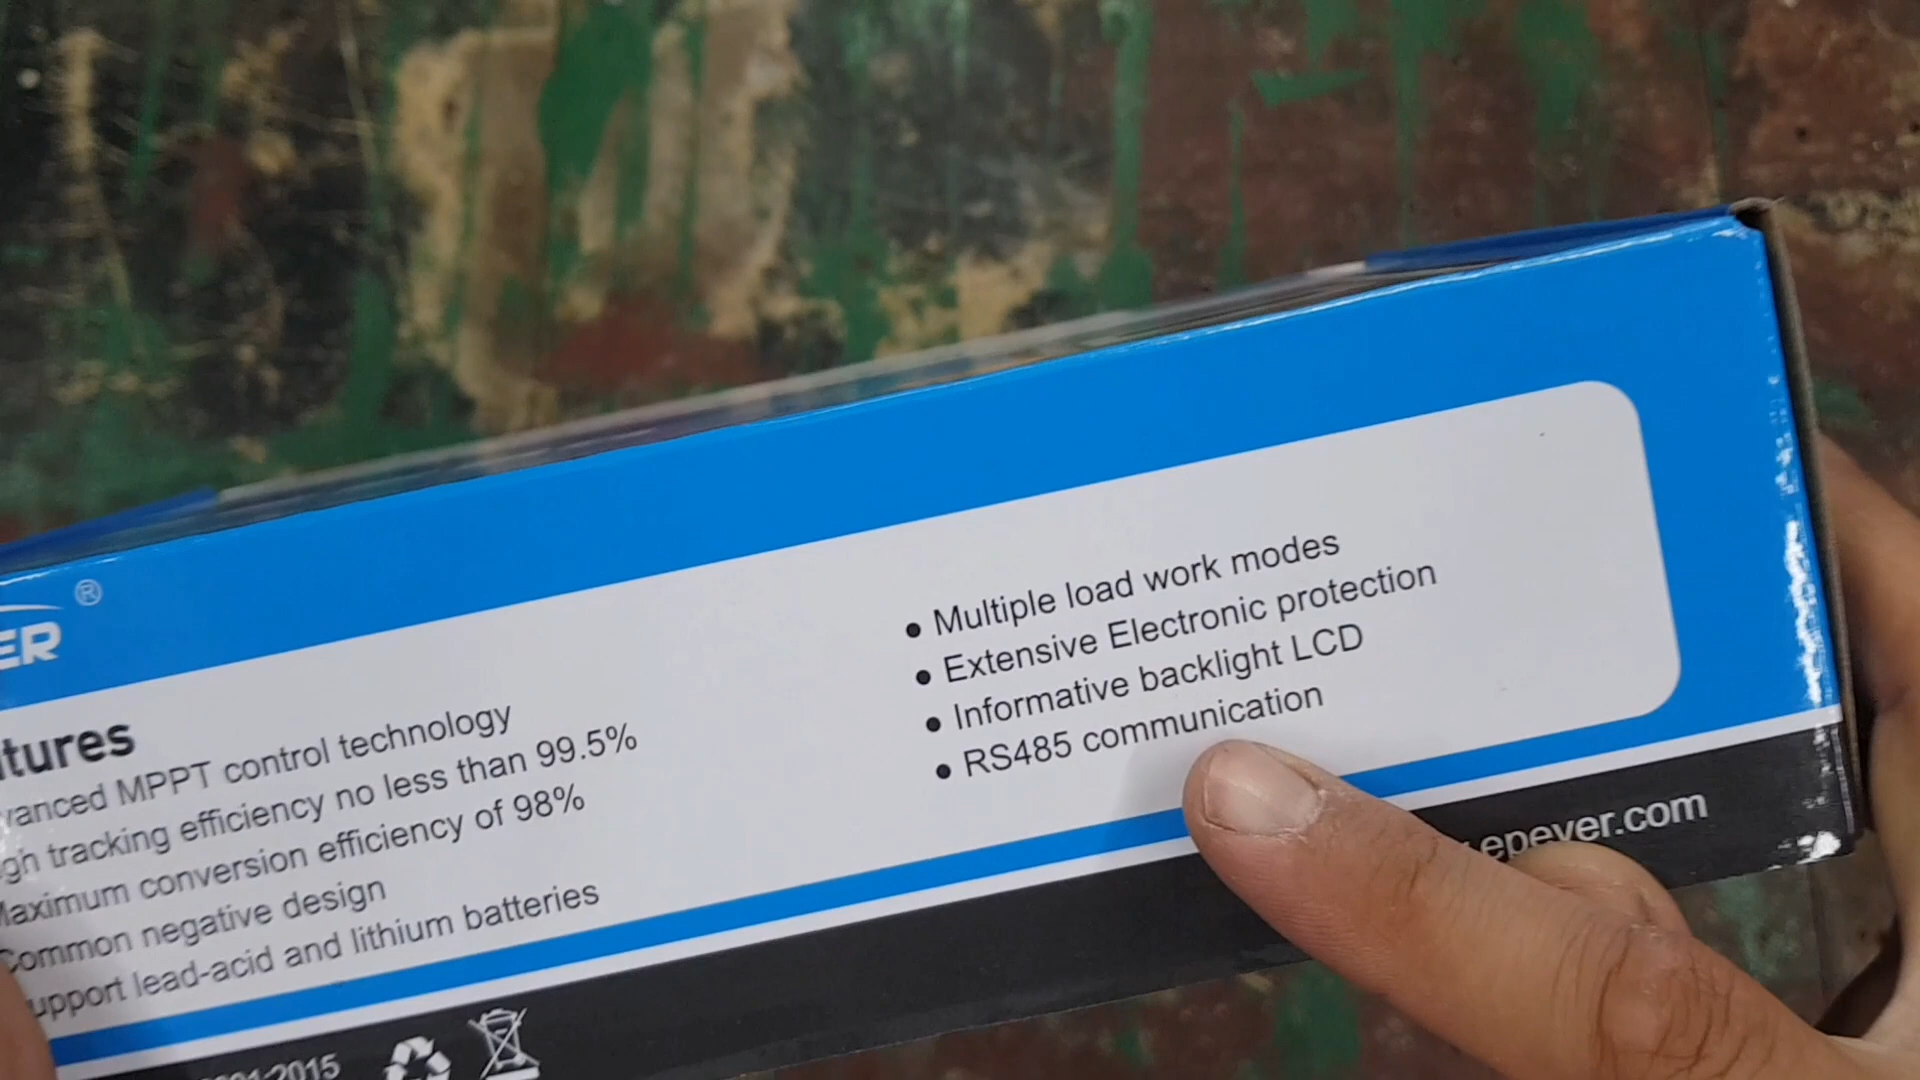 ER®
tures
vanced MPPT control technology
gh tracking efficiency no less than 99.5%
Maximum conversion efficiency of 98%
Common negative design
upport lead-acid and lithium batteries
• Multiple load work modes
• Extensive Electronic protection
• Informative backlight LCD
• RS485 communication
.epever.com
2015